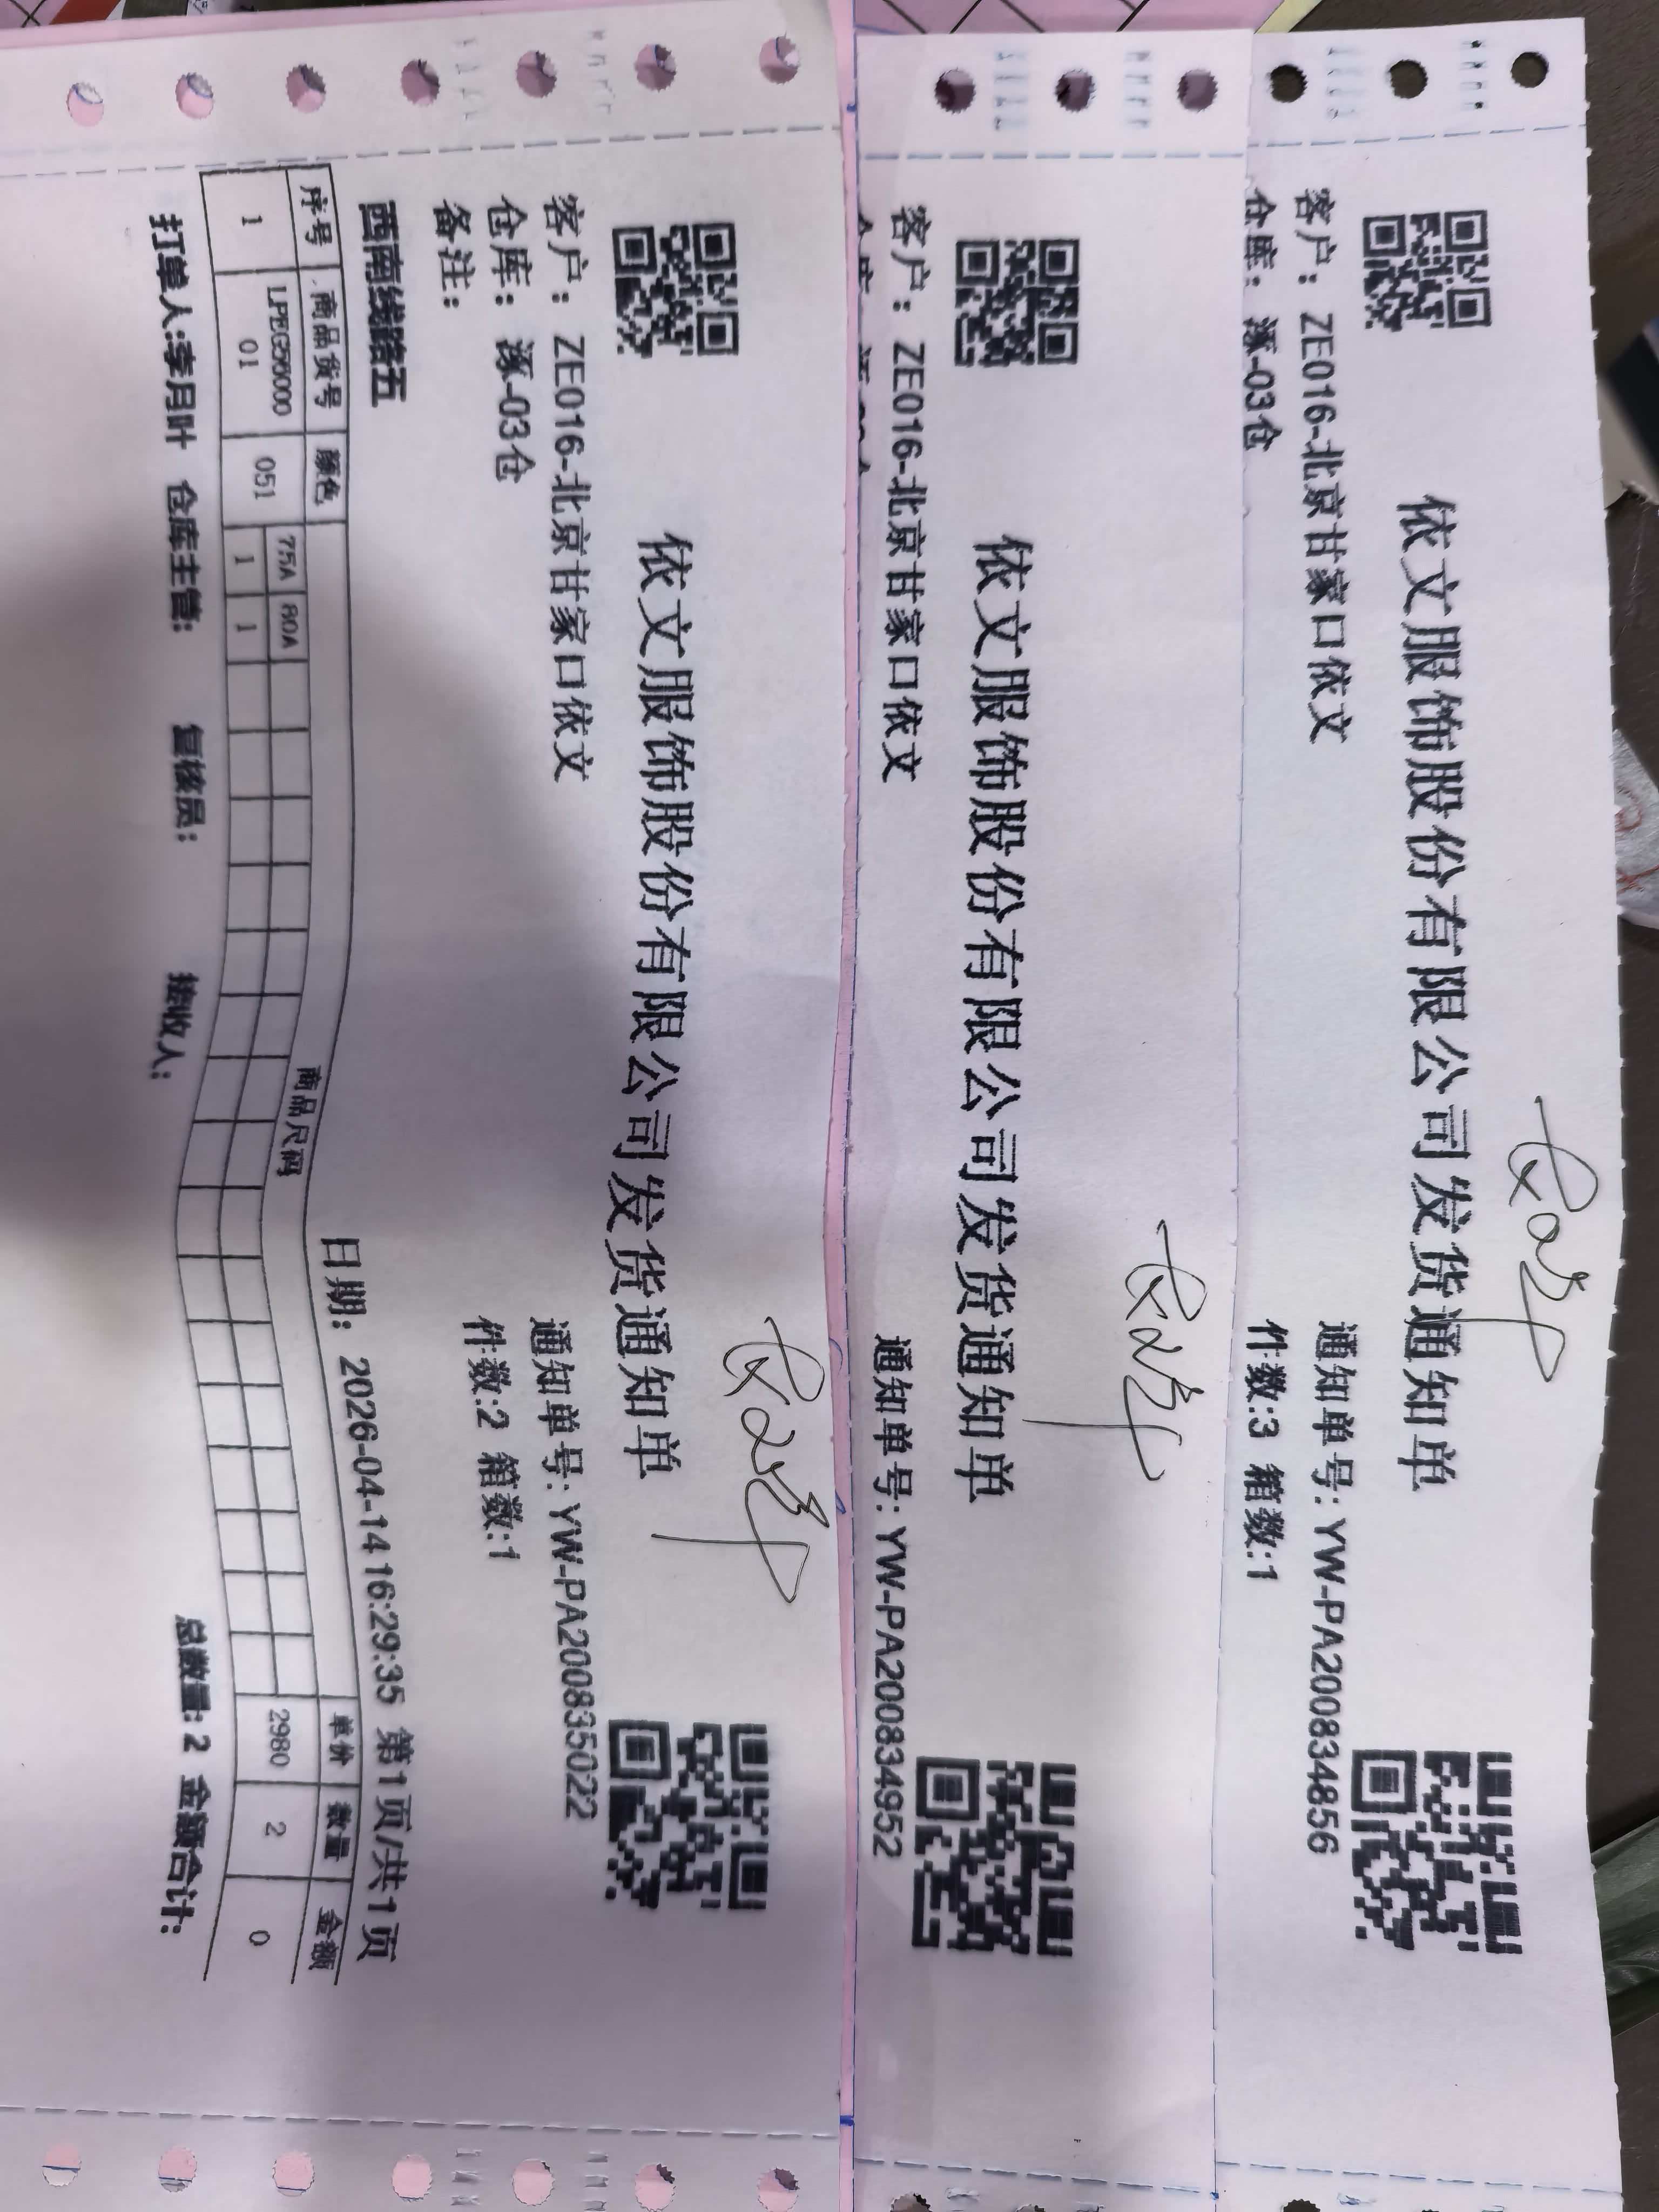 依文服饰股份有限公司发货通知单
客户：ZE016-北京甘家口依文
通知单号：YW-PA200834856
仓库：涿-03仓
件数:3 箱数:1
依文服饰股份有限公司发货通知单
客户：ZE016-北京甘家口依文
通知单号：YW-PA200834952
依文服饰股份有限公司发货通知单
客户：ZE016-北京甘家口依文
通知单号：YW-PA200835022
仓库：涿-03仓
件数:2 箱数:1
备注：
西南线路五
日期：2026-04-14 16:29:35 第1页/共1页
序号 商品货号 颜色 商品尺码 单价 数量 金额
75A 80A
1 01 051 1 1 2980 2 0
打单人:李月叶 仓库主管: 复核员: 接收人: 总数量: 2 金额合计: